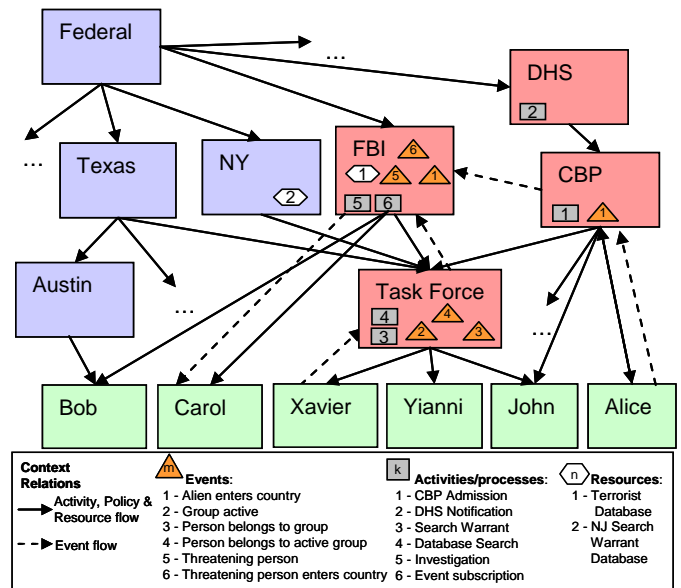 Federal
...
DHS
2
...
Texas
NY
2
FBI
6
1
5
1
5
6
CBP
1
1
Austin
...
Task Force
4
4
3
2
3
...
Bob
Carol
Xavier
Yianni
John
Alice
Context
Relations
Activity, Policy &
Resource flow
Event flow
m
Events:
1 - Alien enters country
2 - Group active
3 - Person belongs to group
4 - Person belongs to active group
5 - Threatening person
6 - Threatening person enters country
k
Activities/processes:
1 - CBP Admission
2 - DHS Notification
3 - Search Warrant
4 - Database Search
5 - Investigation
6 - Event subscription
n
Resources:
1 - Terrorist
Database
2 - NJ Search
Warrant
Database